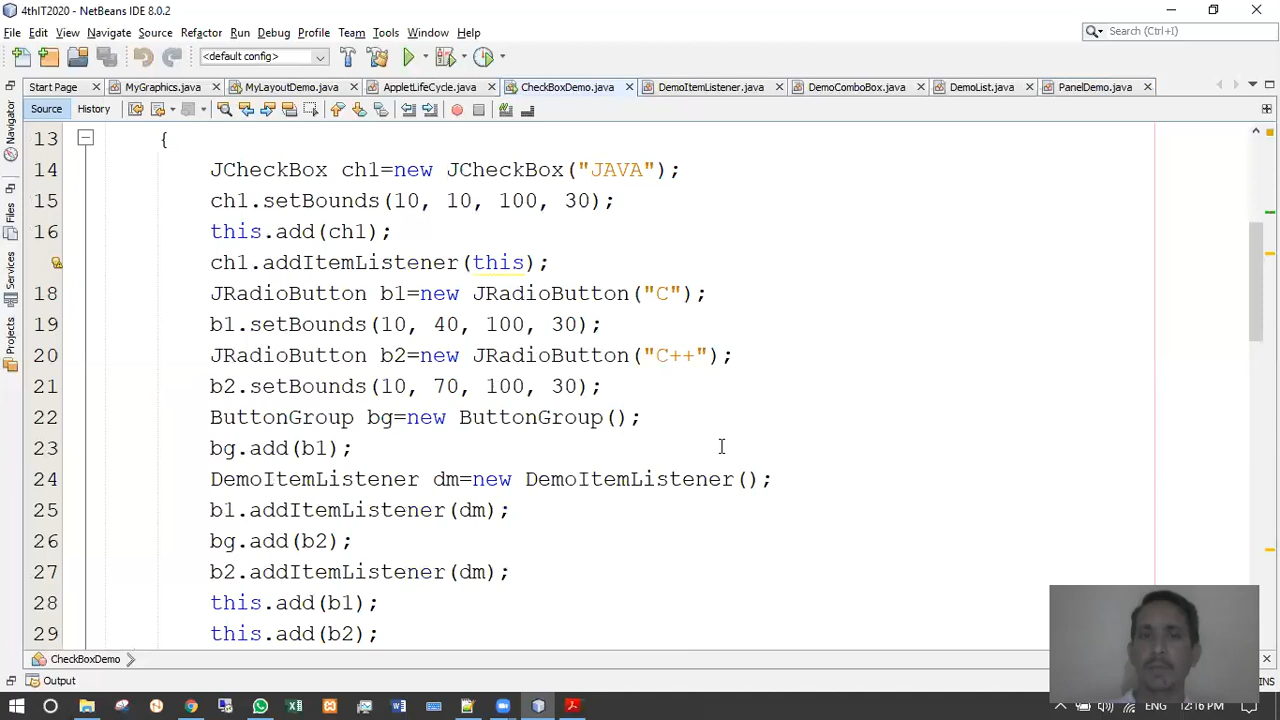 4thIT2020 - NetBeans IDE 8.0.2
File Edit View Navigate Source Refactor Run Debug Profile Team Tools Window Help
Search (Ctrl+I)
<default config>
Start Page MyGraphics.java MyLayoutDemo.java AppletLifeCycle.java CheckBoxDemo.java DemoItemListener.java DemoComboBox.java DemoList.java PanelDemo.java
Source History
Navigator
Files
Services
Projects
13 {
14 JCheckBox ch1=new JCheckBox("JAVA");
15 ch1.setBounds(10, 10, 100, 30);
16 this.add(ch1);
ch1.addItemListener(this);
18 JRadioButton b1=new JRadioButton("C");
19 b1.setBounds(10, 40, 100, 30);
20 JRadioButton b2=new JRadioButton("C++");
21 b2.setBounds(10, 70, 100, 30);
22 ButtonGroup bg=new ButtonGroup();
23 bg.add(b1);
24 DemoItemListener dm=new DemoItemListener();
25 b1.addItemListener(dm);
26 bg.add(b2);
27 b2.addItemListener(dm);
28 this.add(b1);
29 this.add(b2);
CheckBoxDemo
Output
INS
ENG 12:16 PM